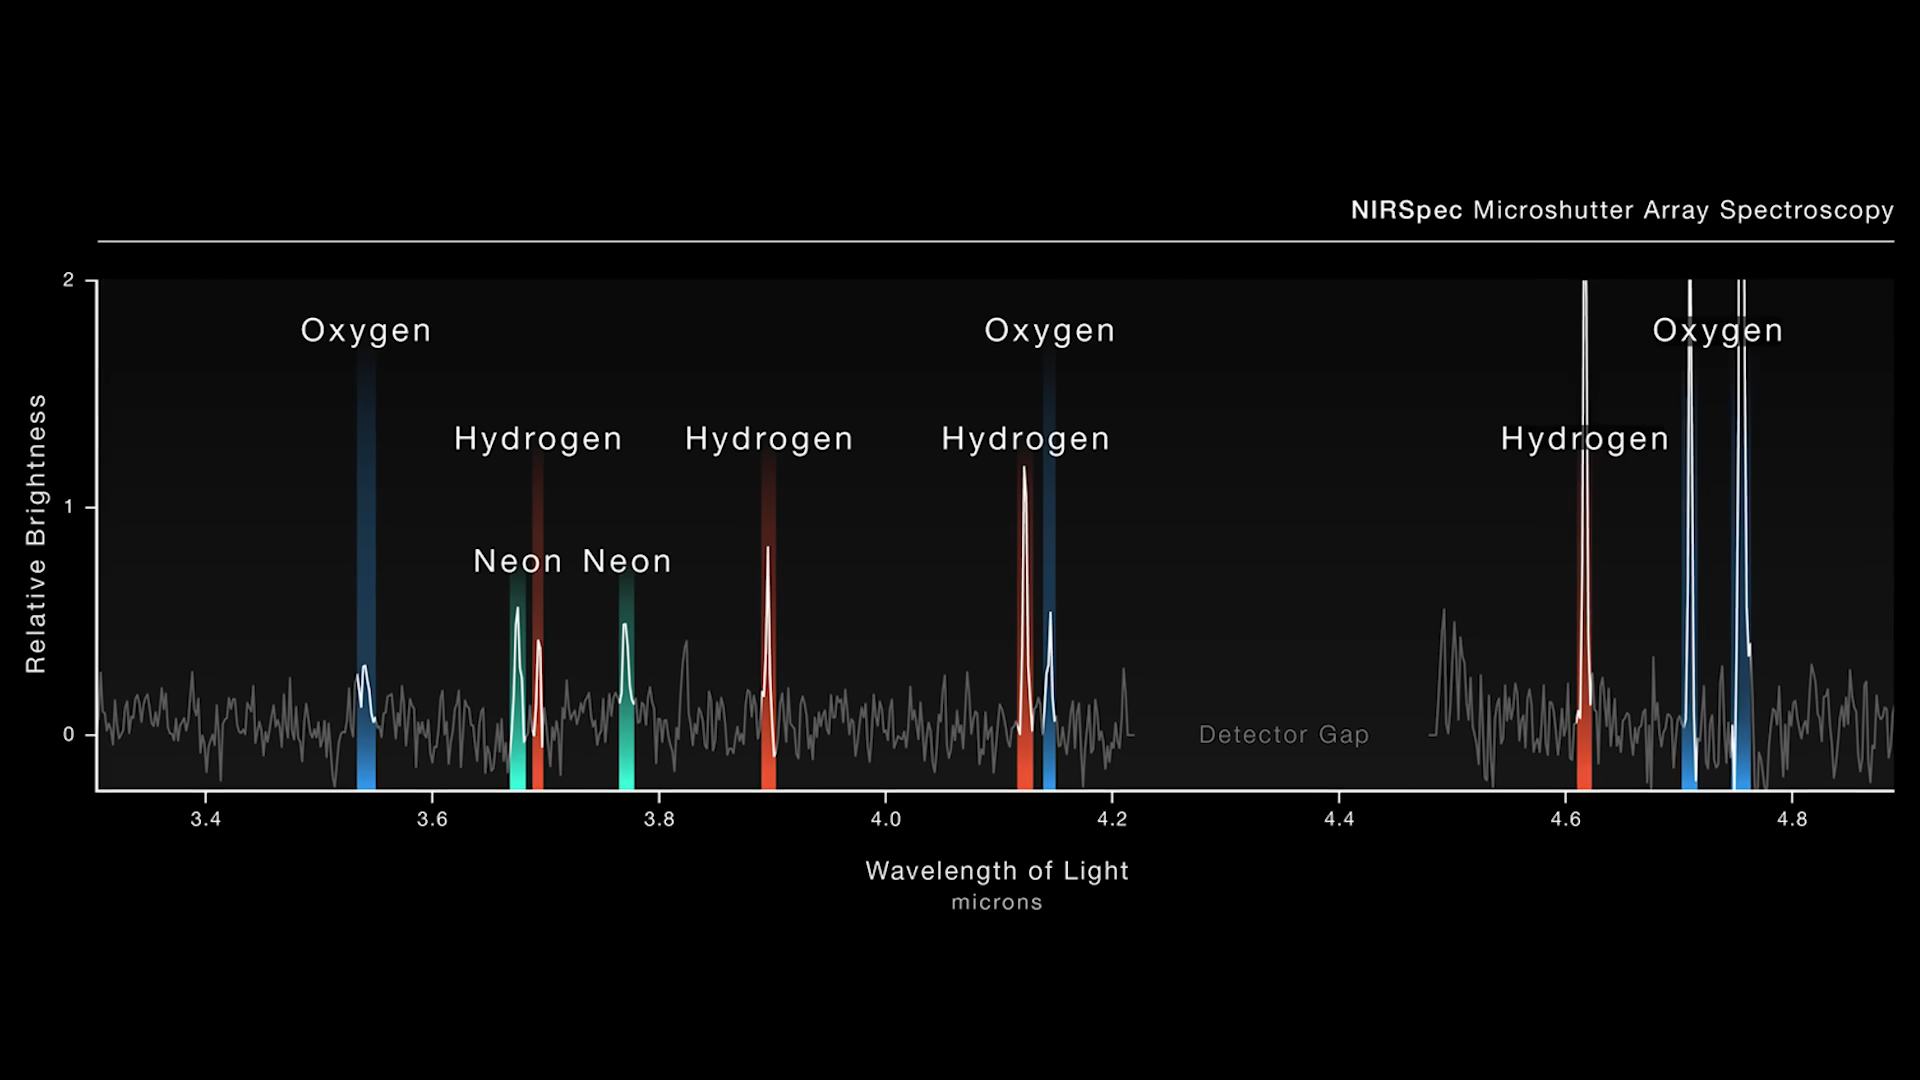 NIRSpec Microshutter Array Spectroscopy
2
Oxygen Oxygen Oxygen
Hydrogen Hydrogen Hydrogen Hydrogen
1
Neon Neon
Relative Brightness
0
Detector Gap
3.4 3.6 3.8 4.0 4.2 4.4 4.6 4.8
Wavelength of Light
microns